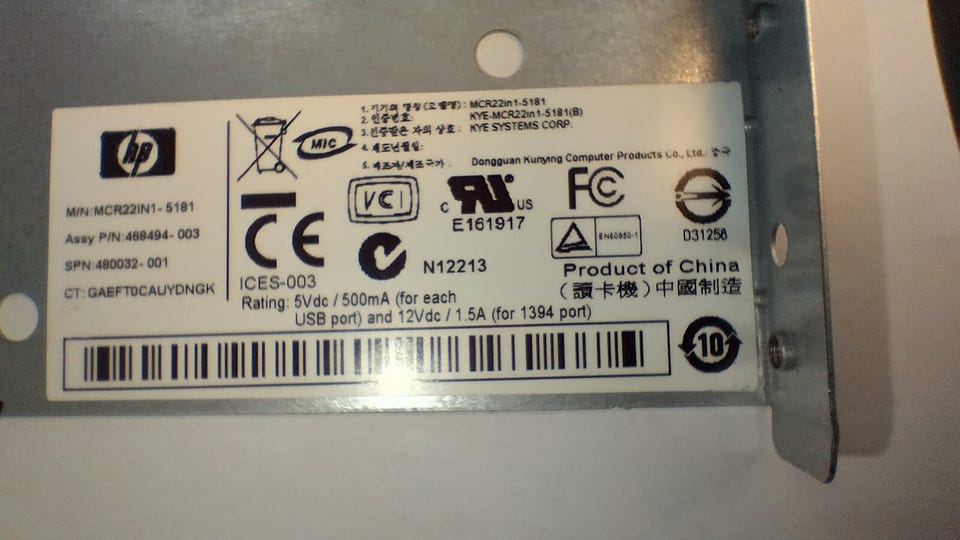 hp
M/N:MCR22IN1-5181
Assy P/N:468494-003
SPN:480032-001
CT: GAEFT0CAUYDNGK
MIC
1. 기기의 명칭(모델명) : MCR22in1-5181
2. 인증번호: KYE-MCR22in1-5181(B)
3. 인증받은 자의 상호 : KYE SYSTEMS CORP.
4. 제조년월일:
5. 제조자/제조국가 . Dongguan Kunying Computer Products Co., Ltd. 중국
VCI
c RU US
E161917
FC
D31258
CE
N12213
EN60950-1
ICES-003
Product of China
(讀卡機)中國制造
Rating: 5Vdc / 500mA (for each
USB port) and 12Vdc / 1.5A (for 1394 port)
10